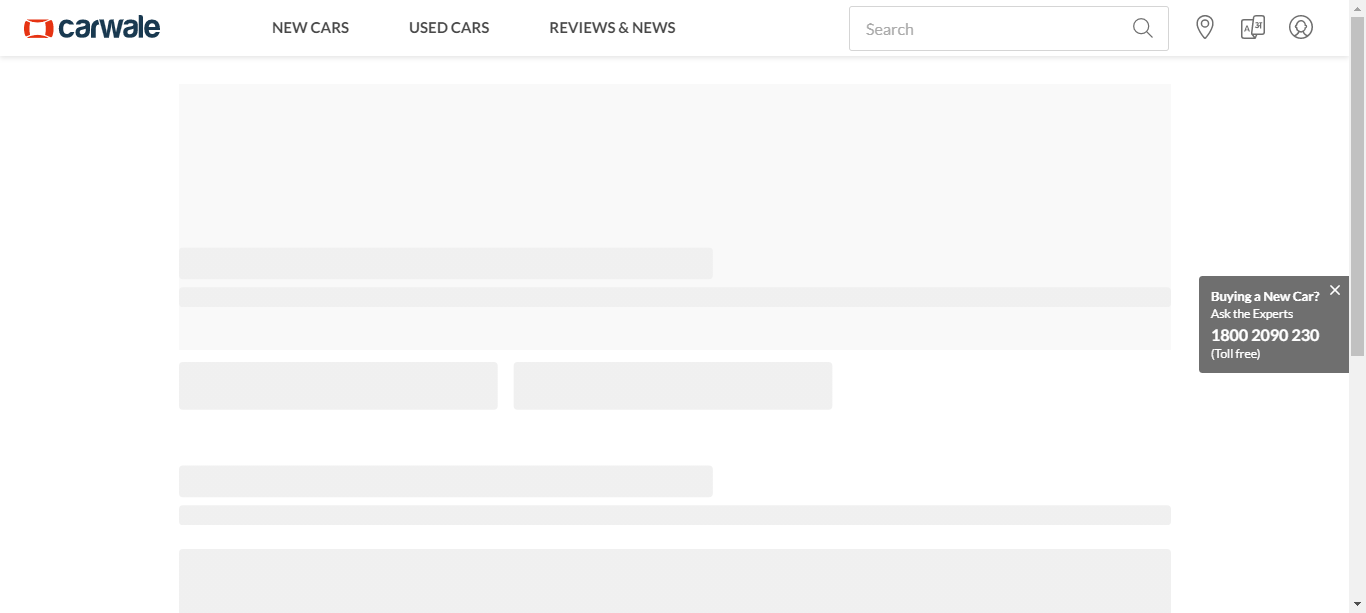 carwale
NEW CARS
USED CARS
REVIEWS & NEWS
Search
Buying a New Car?
Ask the Experts
1800 2090 230
(Toll free)